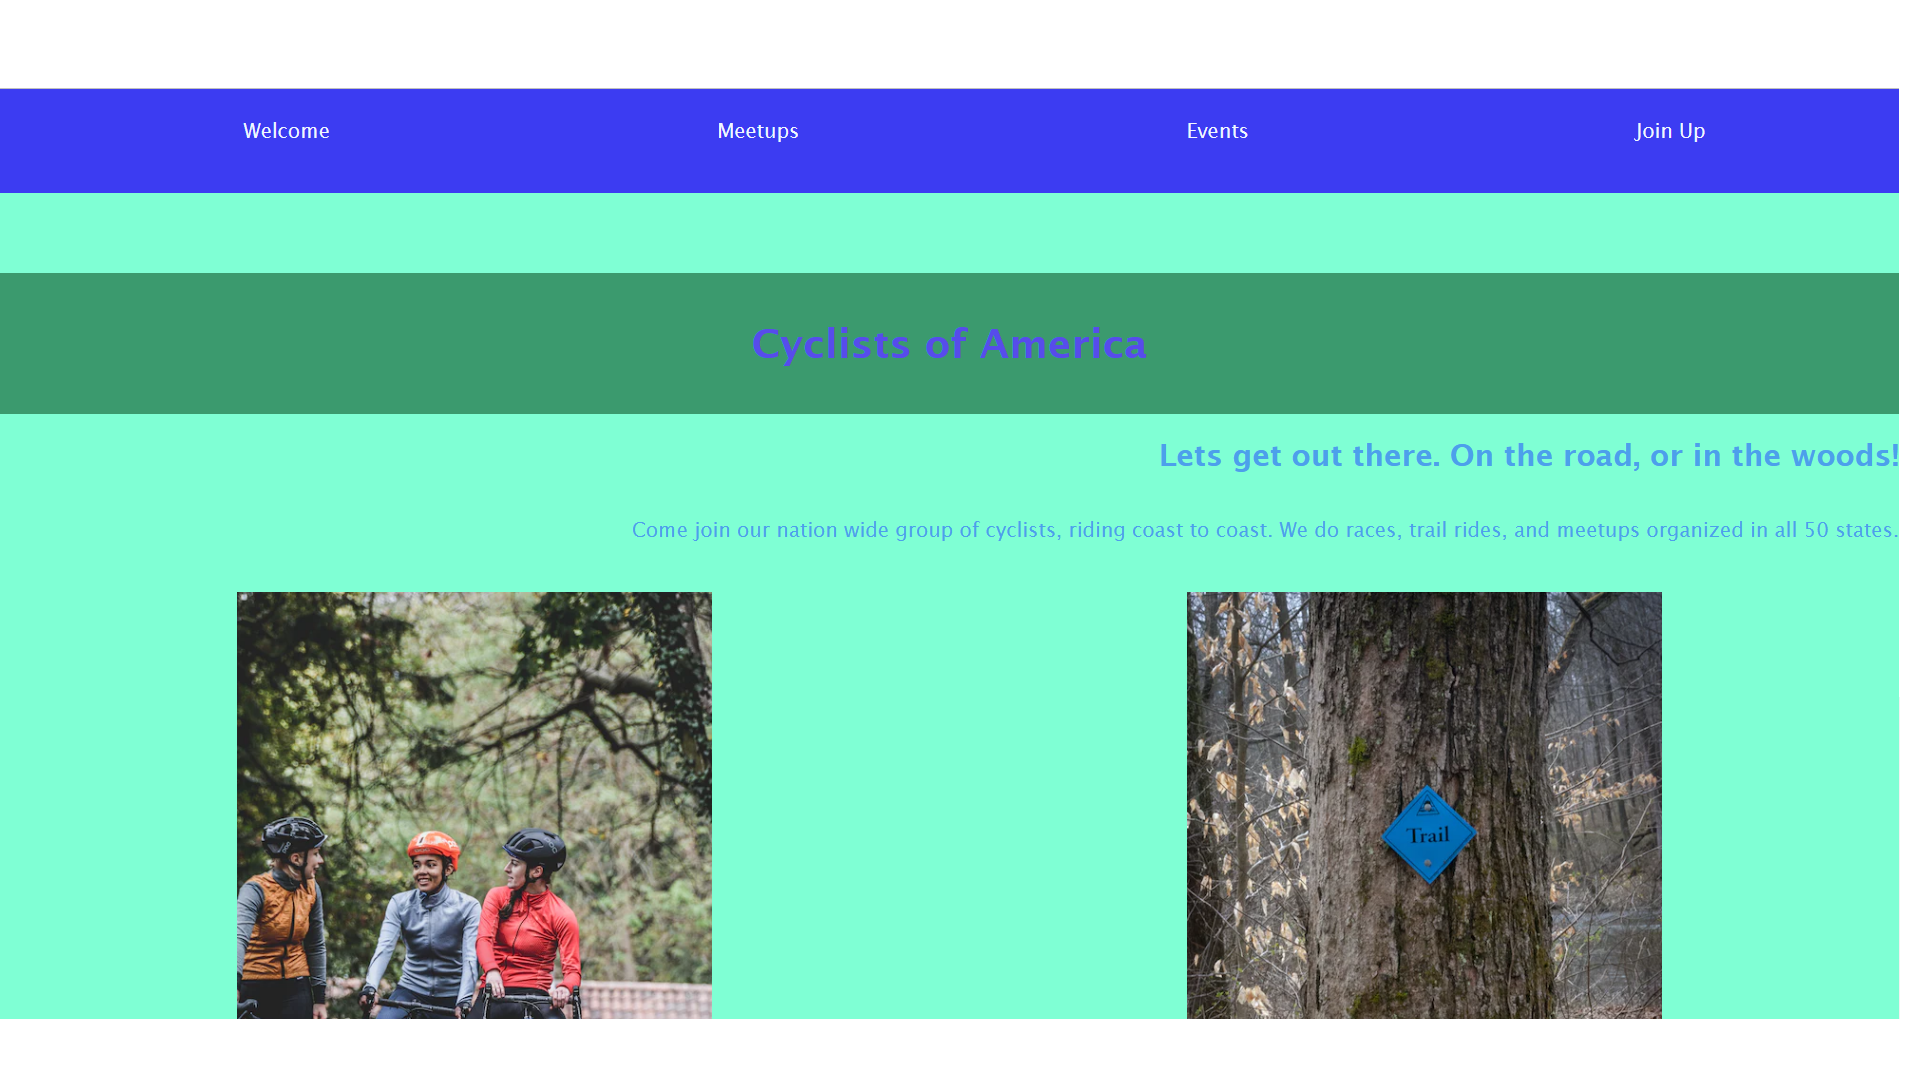 Welcome Meetups Events Join Up
Cyclists of America
Lets get out there. On the road, or in the woods!
Come join our nation wide group of cyclists, riding coast to coast. We do races, trail rides, and meetups organized in all 50 states.
Trail